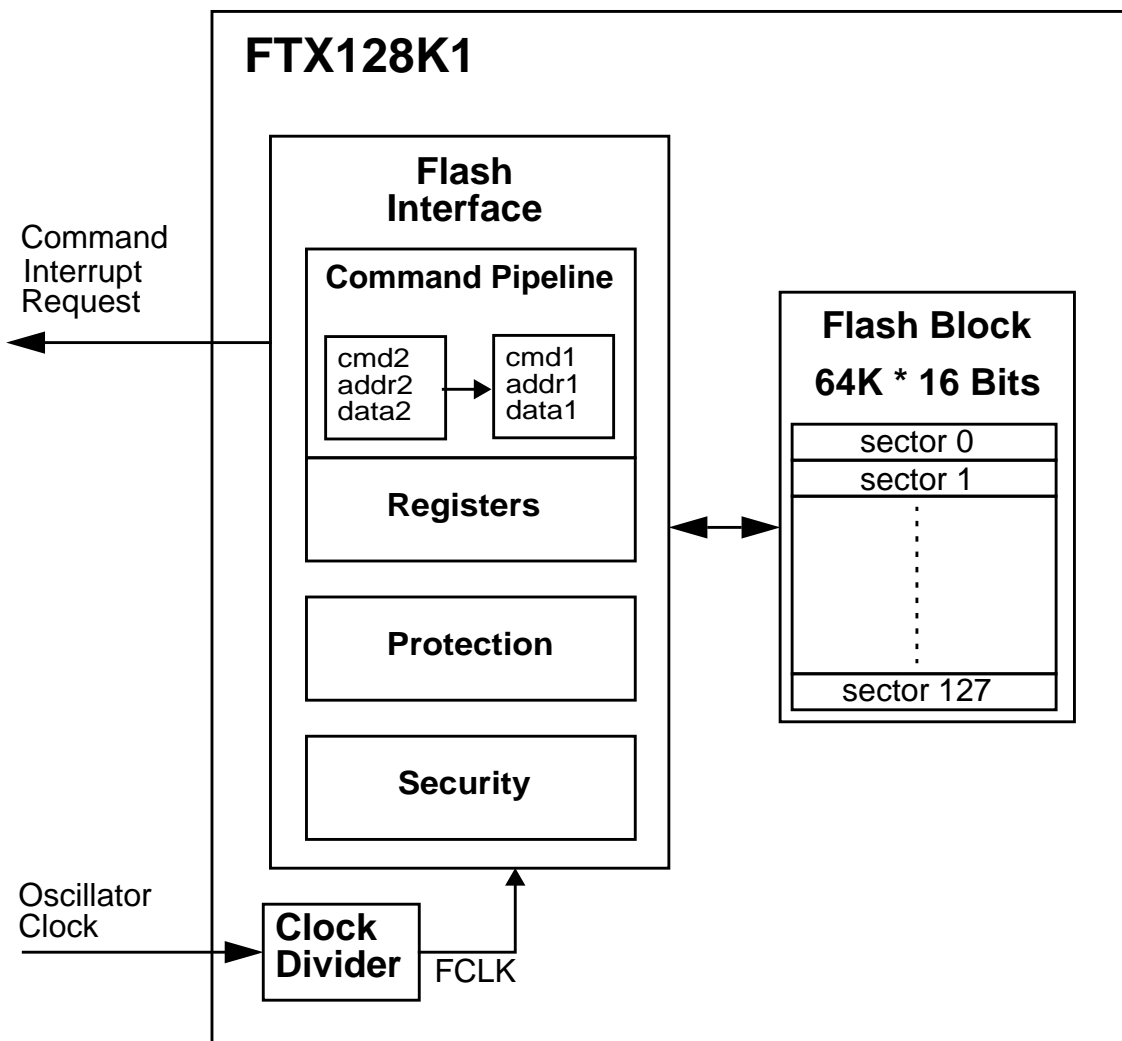 FTX128K1
Flash
Interface
Command
Interrupt
Request
Command Pipeline
cmd2
addr2
data2
cmd1
addr1
data1
Registers
Protection
Security
Flash Block
64K * 16 Bits
sector 0
sector 1
sector 127
Oscillator
Clock
Clock
Divider
FCLK